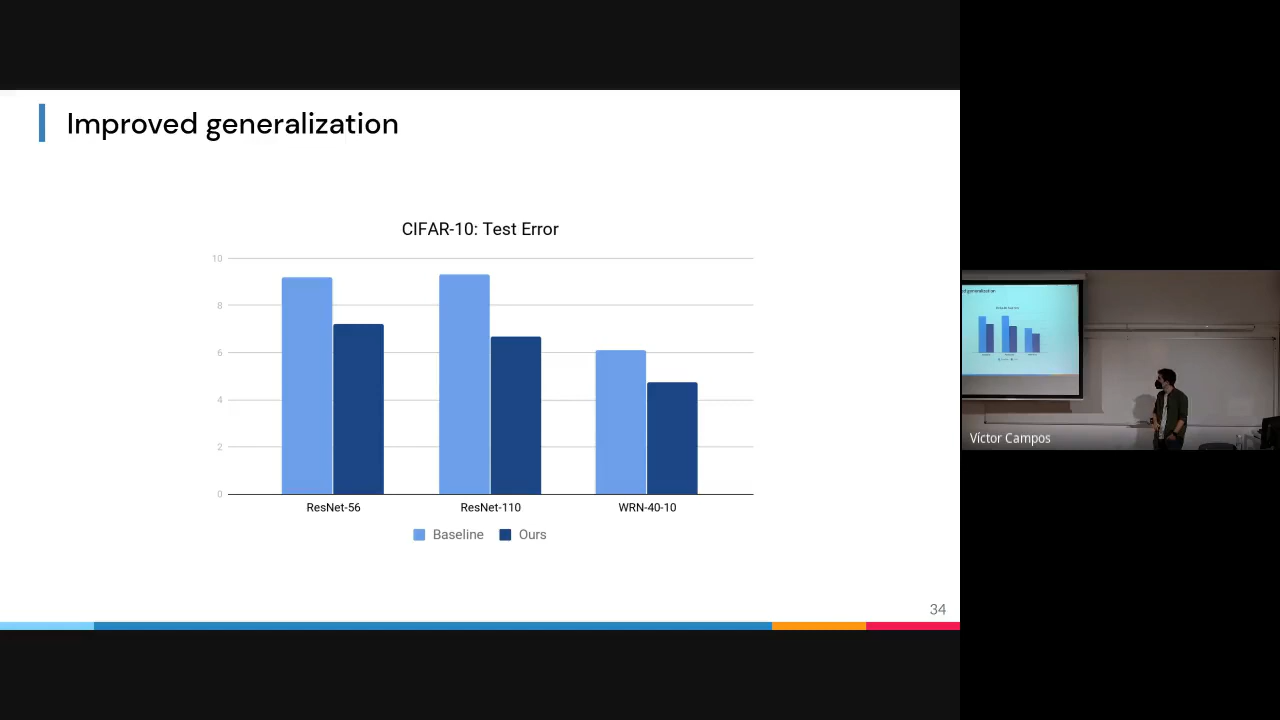 Improved generalization
CIFAR-10: Test Error
10
8
6
4
2
0
ResNet-56
ResNet-110
WRN-40-10
Baseline
Ours
34
Víctor Campos